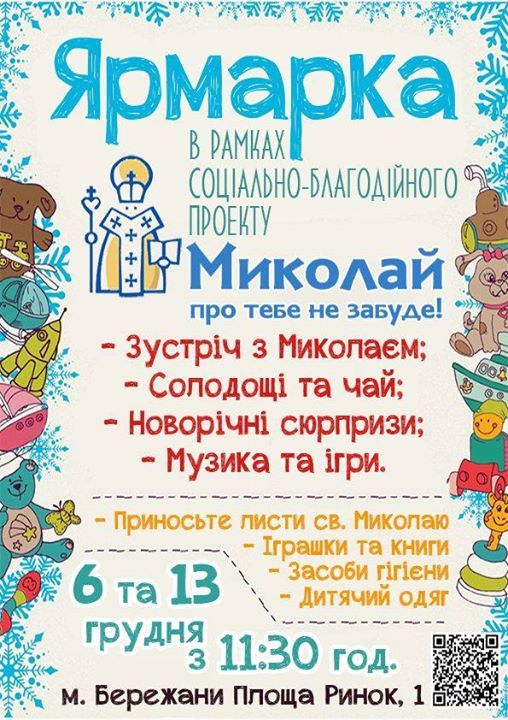 Ярмарка
в рамках
соціально-благодійного
проекту
Миколай
про тебе не забуде!
- Зустріч з Миколаєм;
- Солодощі та чай;
- Новорічні сюрпризи;
- Музика та ігри.
- Приносьте листи св. Миколаю
- Іграшки та книги
- Засоби гігієни
- Дитячий одяг
6 та 13
грудня
з 11:30 год.
м. Бережани Площа Ринок, 1